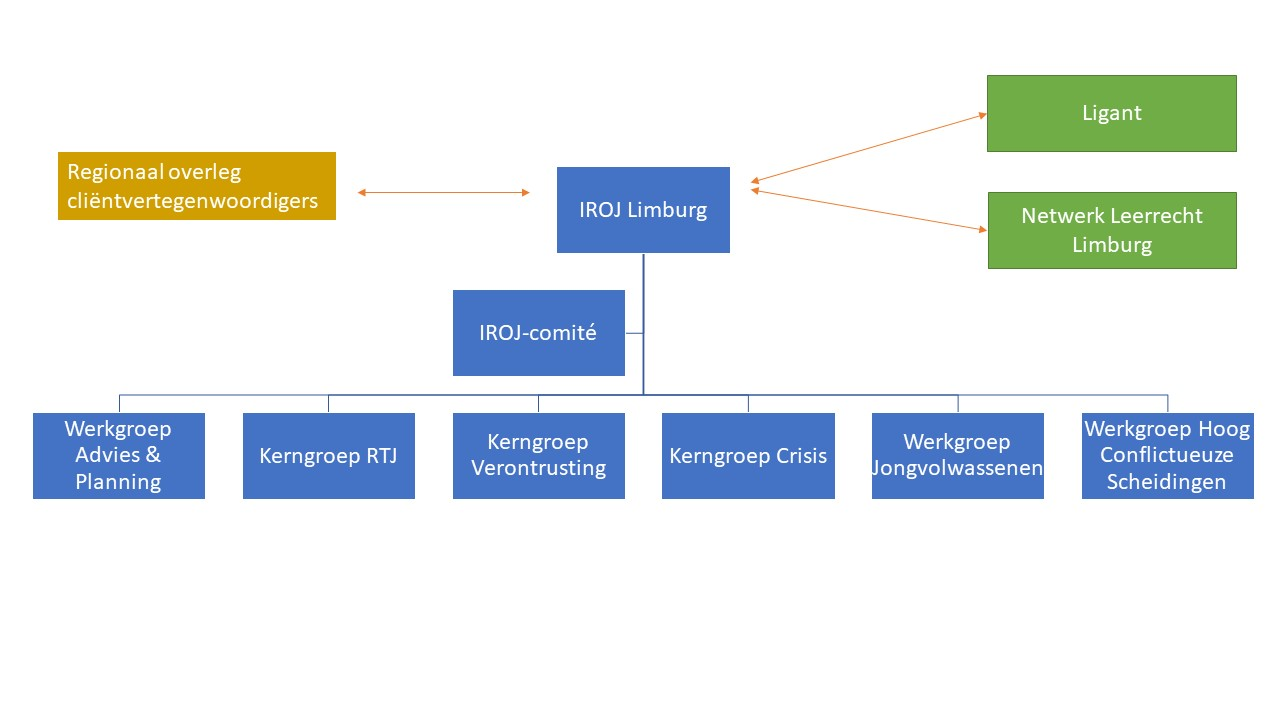 Ligant
Regionaal overleg
cliëntvertegenwoordigers
IROJ Limburg
Netwerk Leerrecht
Limburg
IROJ-comité
Werkgroep
Advies &
Planning
Kerngroep RTJ
Kerngroep
Verontrusting
Kerngroep Crisis
Werkgroep
Jongvolwassenen
Werkgroep Hoog
Conflictueuze
Scheidingen